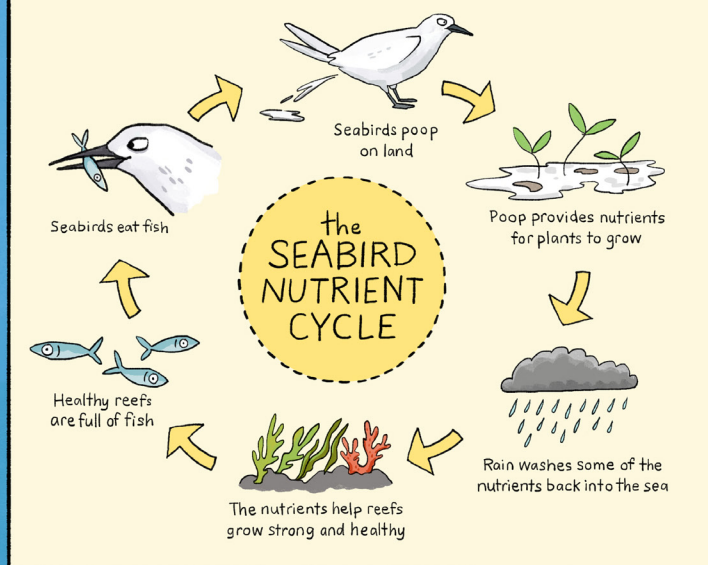 the
SEABIRD
NUTRIENT
CYCLE
Seabirds poop
on land
Poop provides nutrients
for plants to grow
Rain washes some of the
nutrients back into the sea
The nutrients help reefs
grow strong and healthy
Healthy reefs
are full of fish
Seabirds eat fish